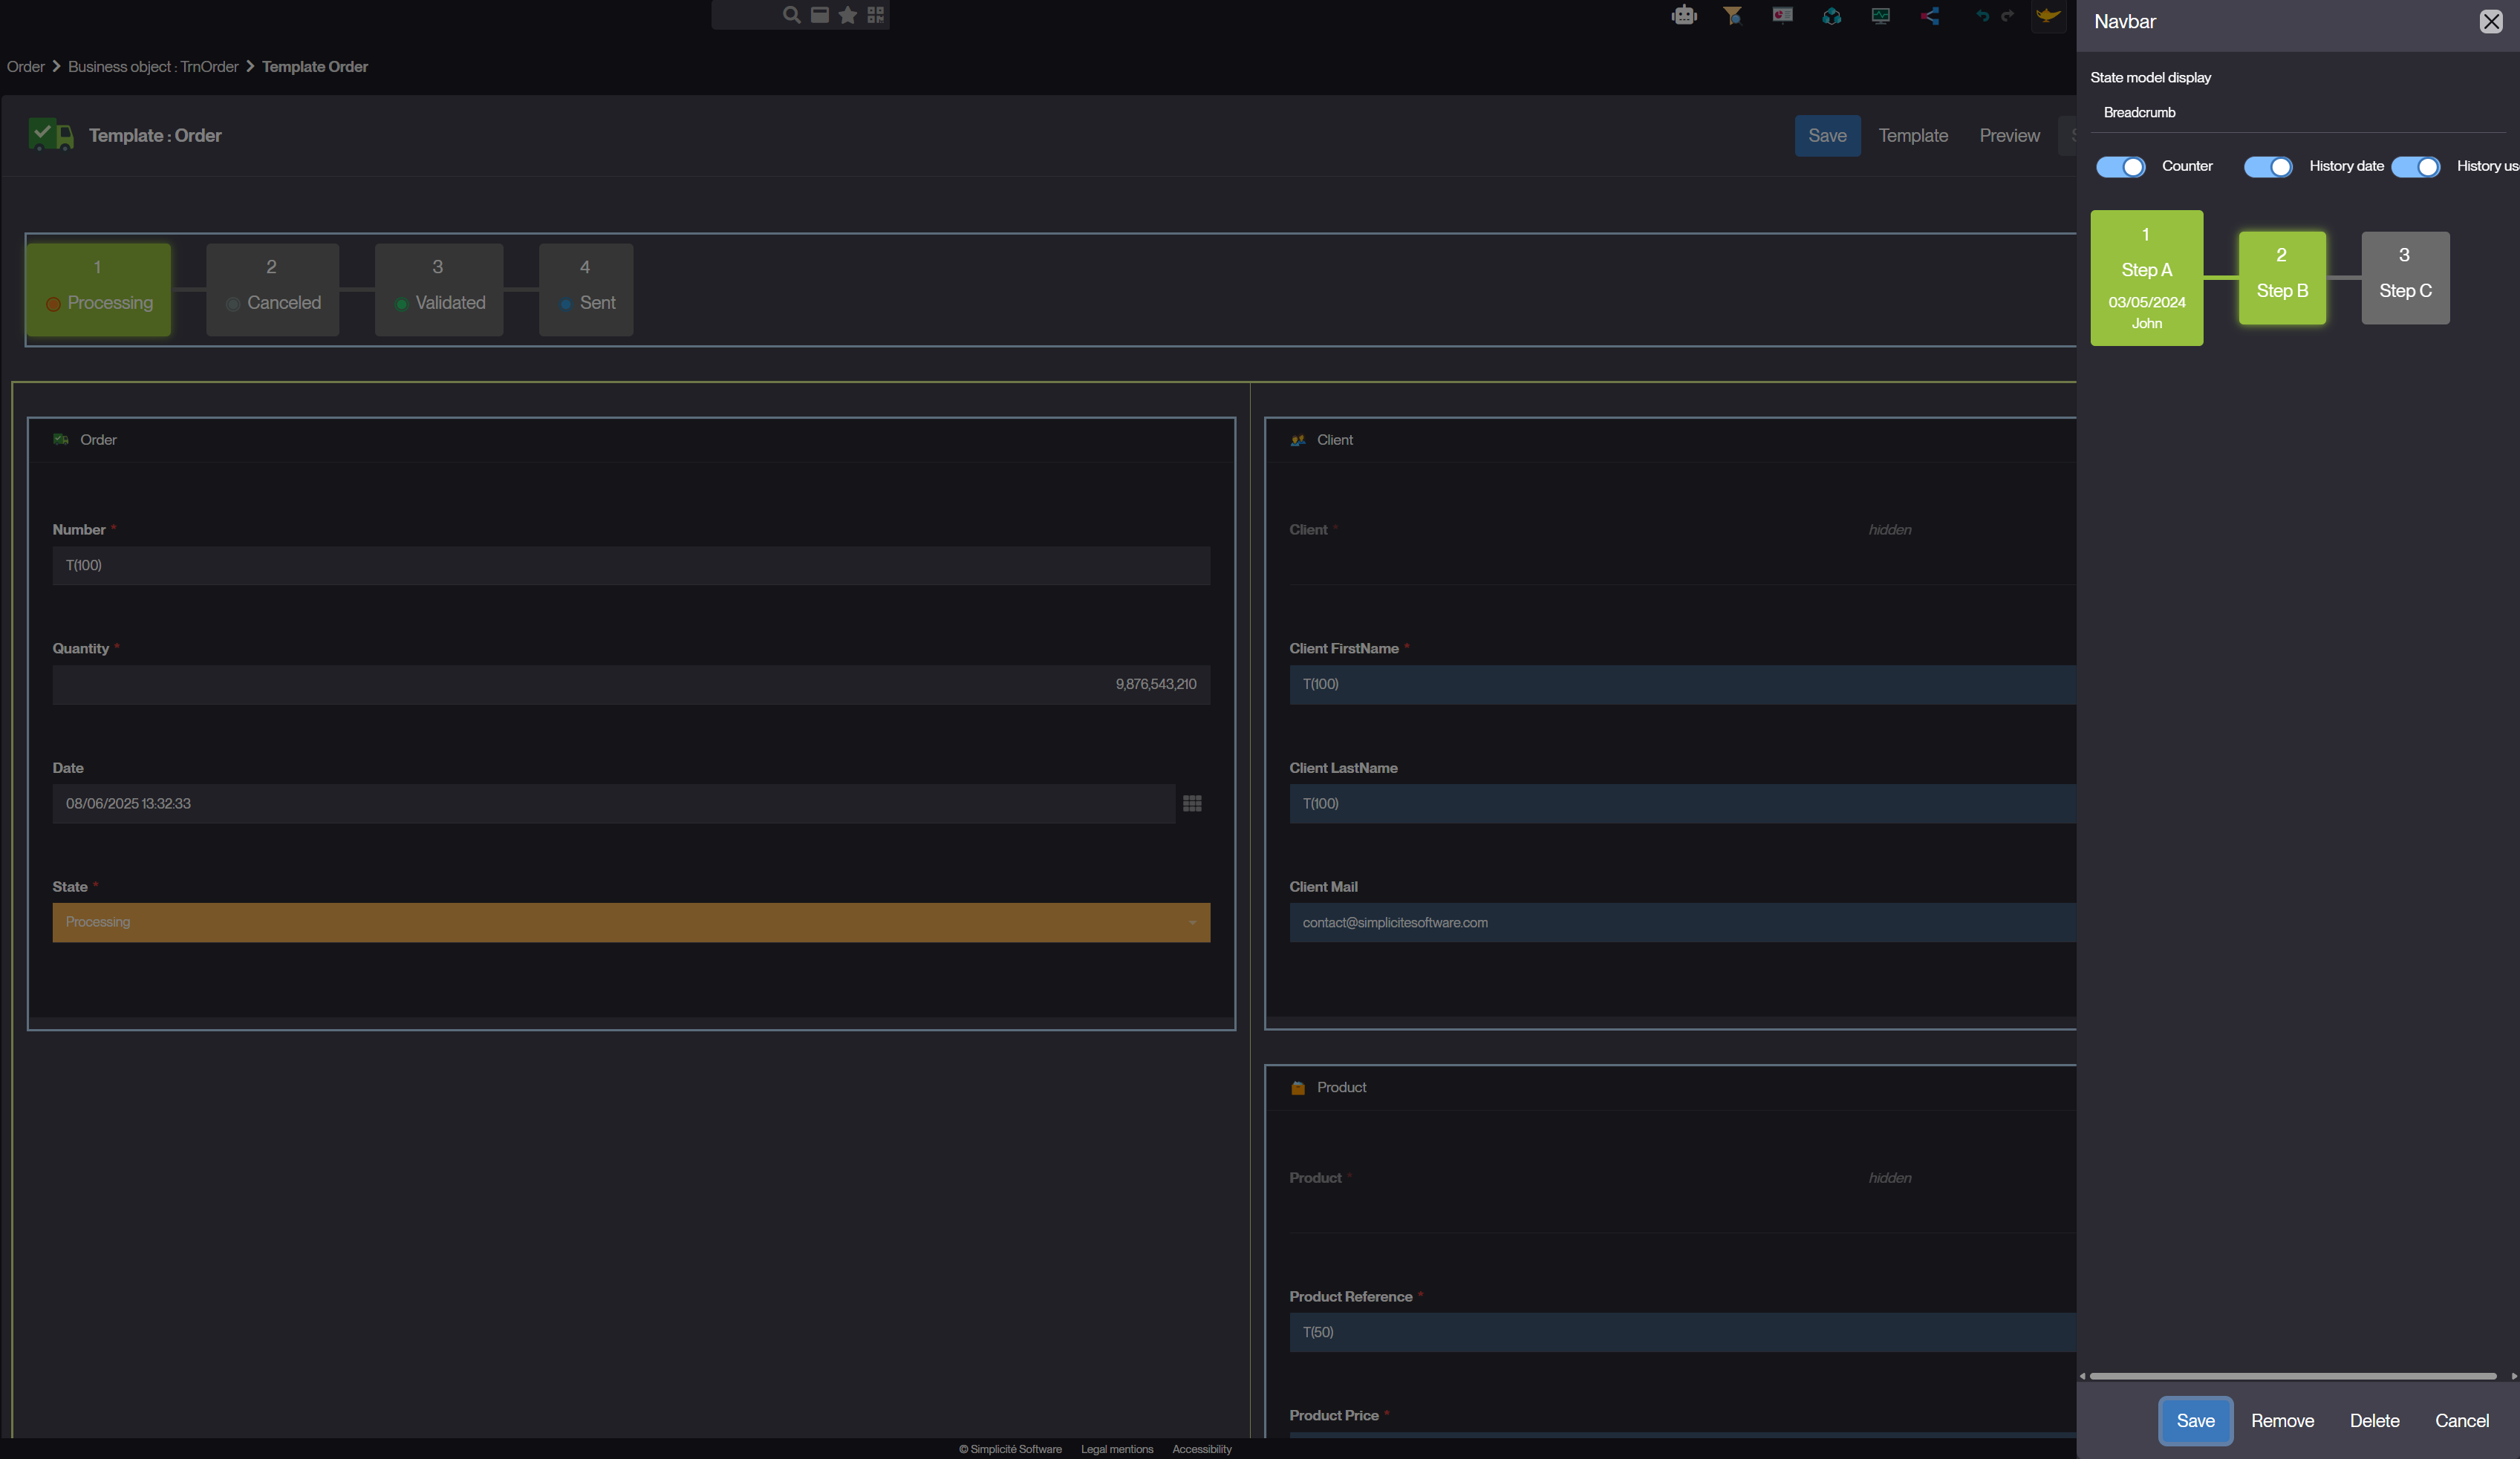 Order > Business object : TrnOrder > Template Order
Template : Order
Save Template Preview
1
Processing
2
Canceled
3
Validated
4
Sent
Order
Number *
T(100)
Quantity *
9,876,543,210
Date
08/06/2025 13:32:33
State *
Processing
Client
Client *
hidden
Client FirstName *
T(100)
Client LastName
T(100)
Client Mail
contact@simplicitesoftware.com
Product
Product *
hidden
Product Reference *
T(50)
Product Price *
© Simplicité Software Legal mentions Accessibility
Navbar
State model display
Breadcrumb
Counter History date History us
1
Step A
03/05/2024
John
2
Step B
3
Step C
Save Remove Delete Cancel